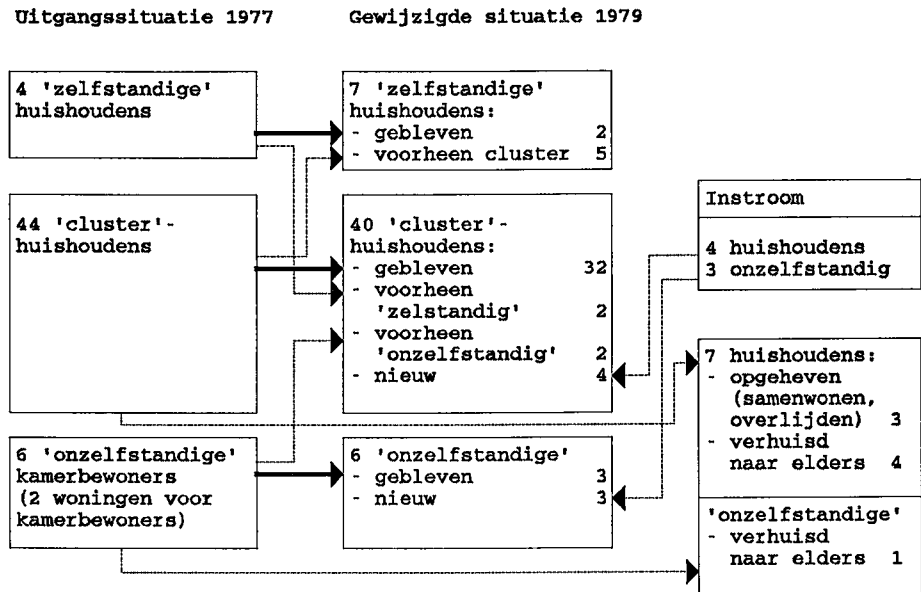 Uitgangssituatie 1977
Gewijzigde situatie 1979
4 'zelfstandige'
huishoudens
7 'zelfstandige'
huishoudens:
- gebleven 2
- voorheen cluster 5
44 'cluster'-
huishoudens
40 'cluster'-
huishoudens:
- gebleven 32
- voorheen
'zelstandig' 2
- voorheen
'onzelfstandig' 2
- nieuw 4
Instroom
4 huishoudens
3 onzelfstandig
6 'onzelfstandige'
kamerbewoners
(2 woningen voor
kamerbewoners)
6 'onzelfstandige'
- gebleven 3
- nieuw 3
7 huishoudens:
- opgeheven
(samenwonen,
overlijden) 3
- verhuisd
naar elders 4
'onzelfstandige'
- verhuisd
naar elders 1